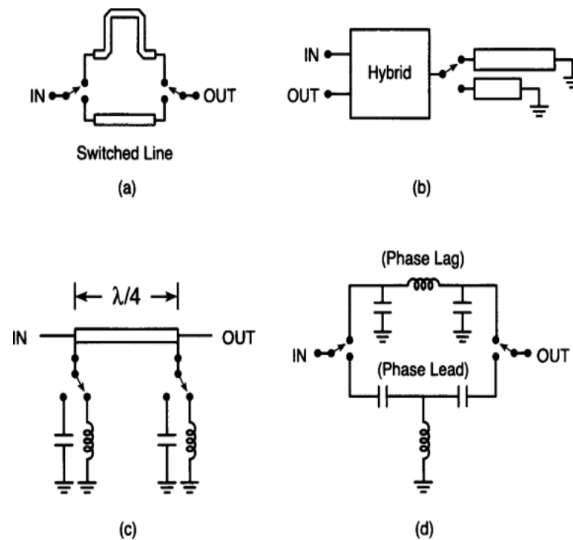 IN
OUT
Switched Line
(a)
IN
OUT
Hybrid
(b)
λ/4
IN
OUT
(c)
(Phase Lag)
IN
OUT
(Phase Lead)
(d)